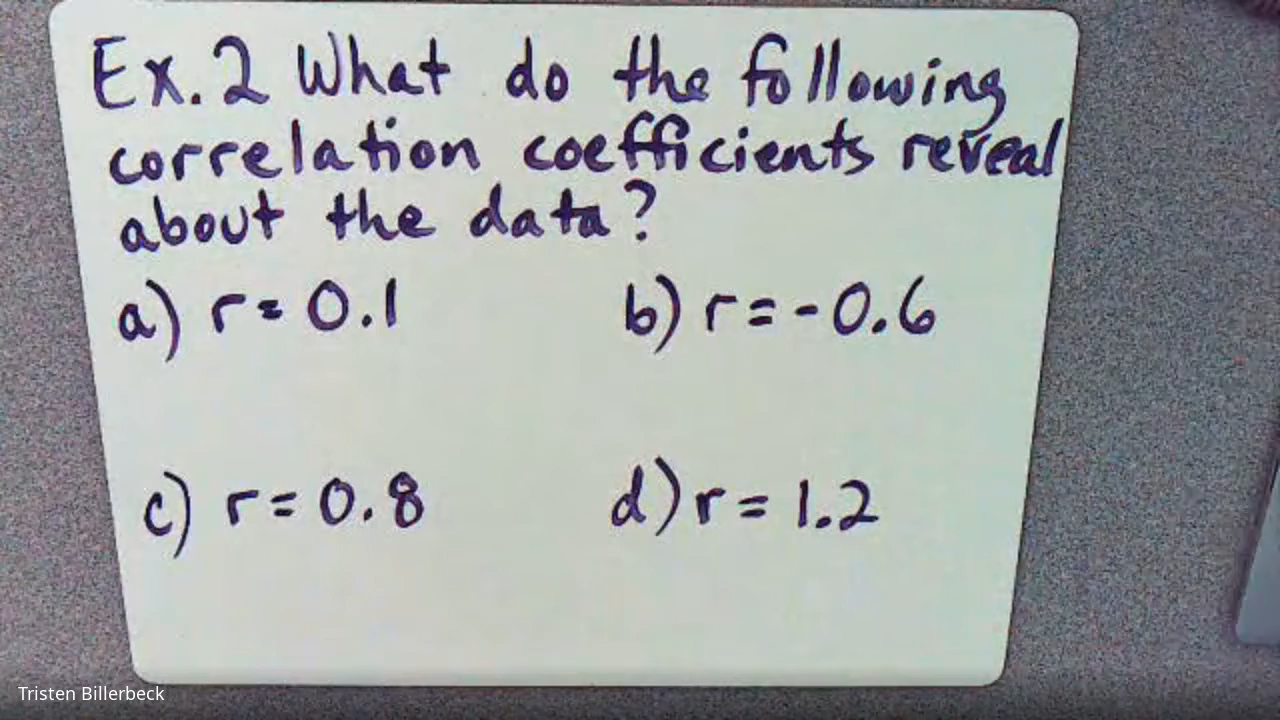 Ex. 2 What do the following
correlation coefficients reveal
about the data?
a) r = 0.1
b) r = -0.6
c) r = 0.8
d) r = 1.2
Tristen Billerbeck